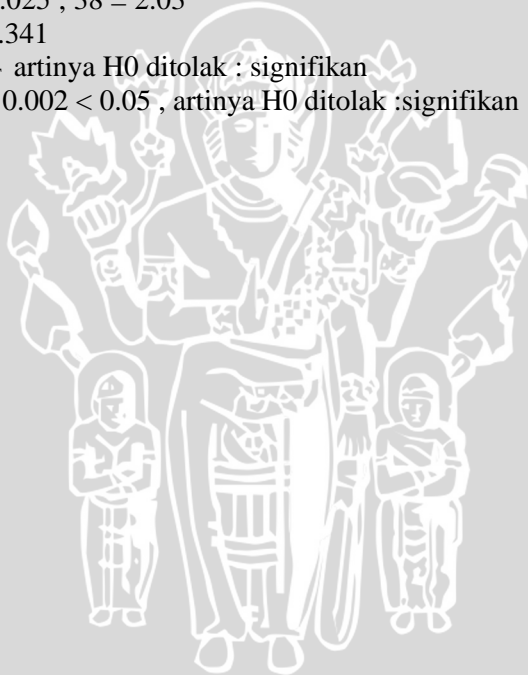 .025 , 38 = 2.03
.341
artinya H0 ditolak : signifikan
0.002 < 0.05 , artinya H0 ditolak :signifikan